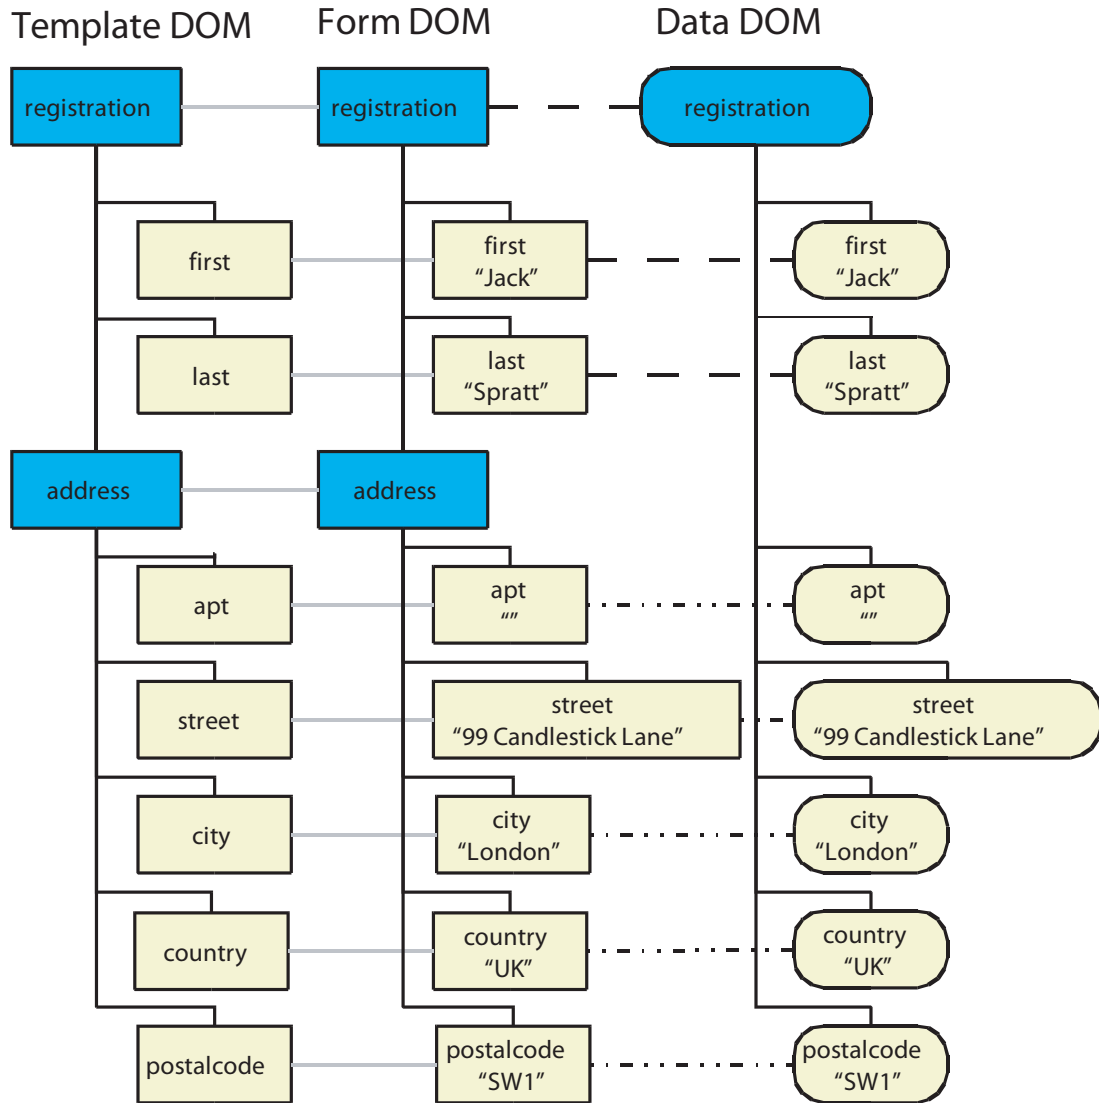 Template DOM
Form DOM
Data DOM
registration
registration
registration
first
first
“Jack”
first
“Jack”
last
last
“Spratt”
last
“Spratt”
address
address
apt
apt
“”
apt
“”
street
street
“99 Candlestick Lane”
street
“99 Candlestick Lane”
city
city
“London”
city
“London”
country
country
“UK”
country
“UK”
postalcode
postalcode
“SW1”
postalcode
“SW1”